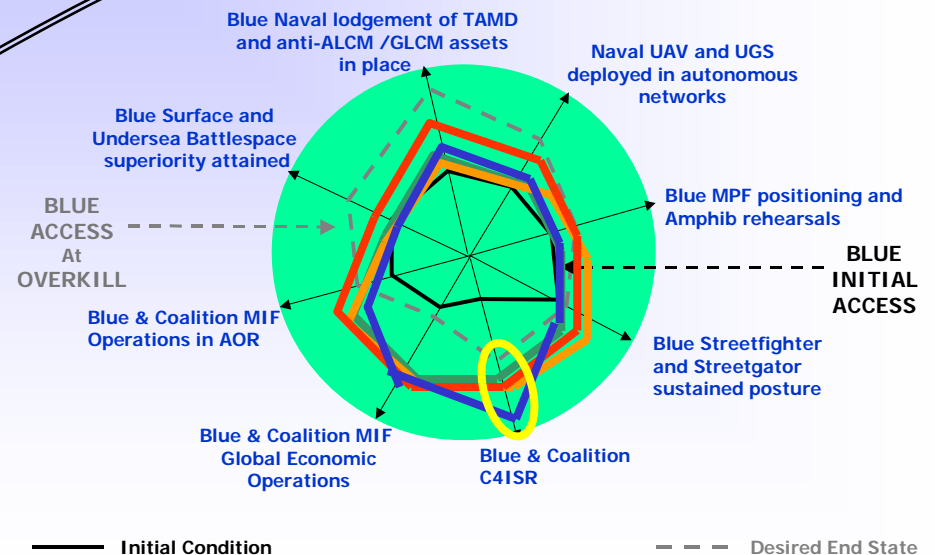 Blue Naval lodgement of TAMD
and anti-ALCM /GLCM assets
in place
Naval UAV and UGS
deployed in autonomous
networks
Blue Surface and
Undersea Battlespace
superiority attained
Blue MPF positioning and
Amphib rehearsals
BLUE
ACCESS
At
OVERKILL
BLUE
INITIAL
ACCESS
Blue & Coalition MIF
Operations in AOR
Blue Streetfighter
and Streetgator
sustained posture
Blue & Coalition MIF
Global Economic
Operations
Blue & Coalition
C4ISR
Initial Condition
Desired End State